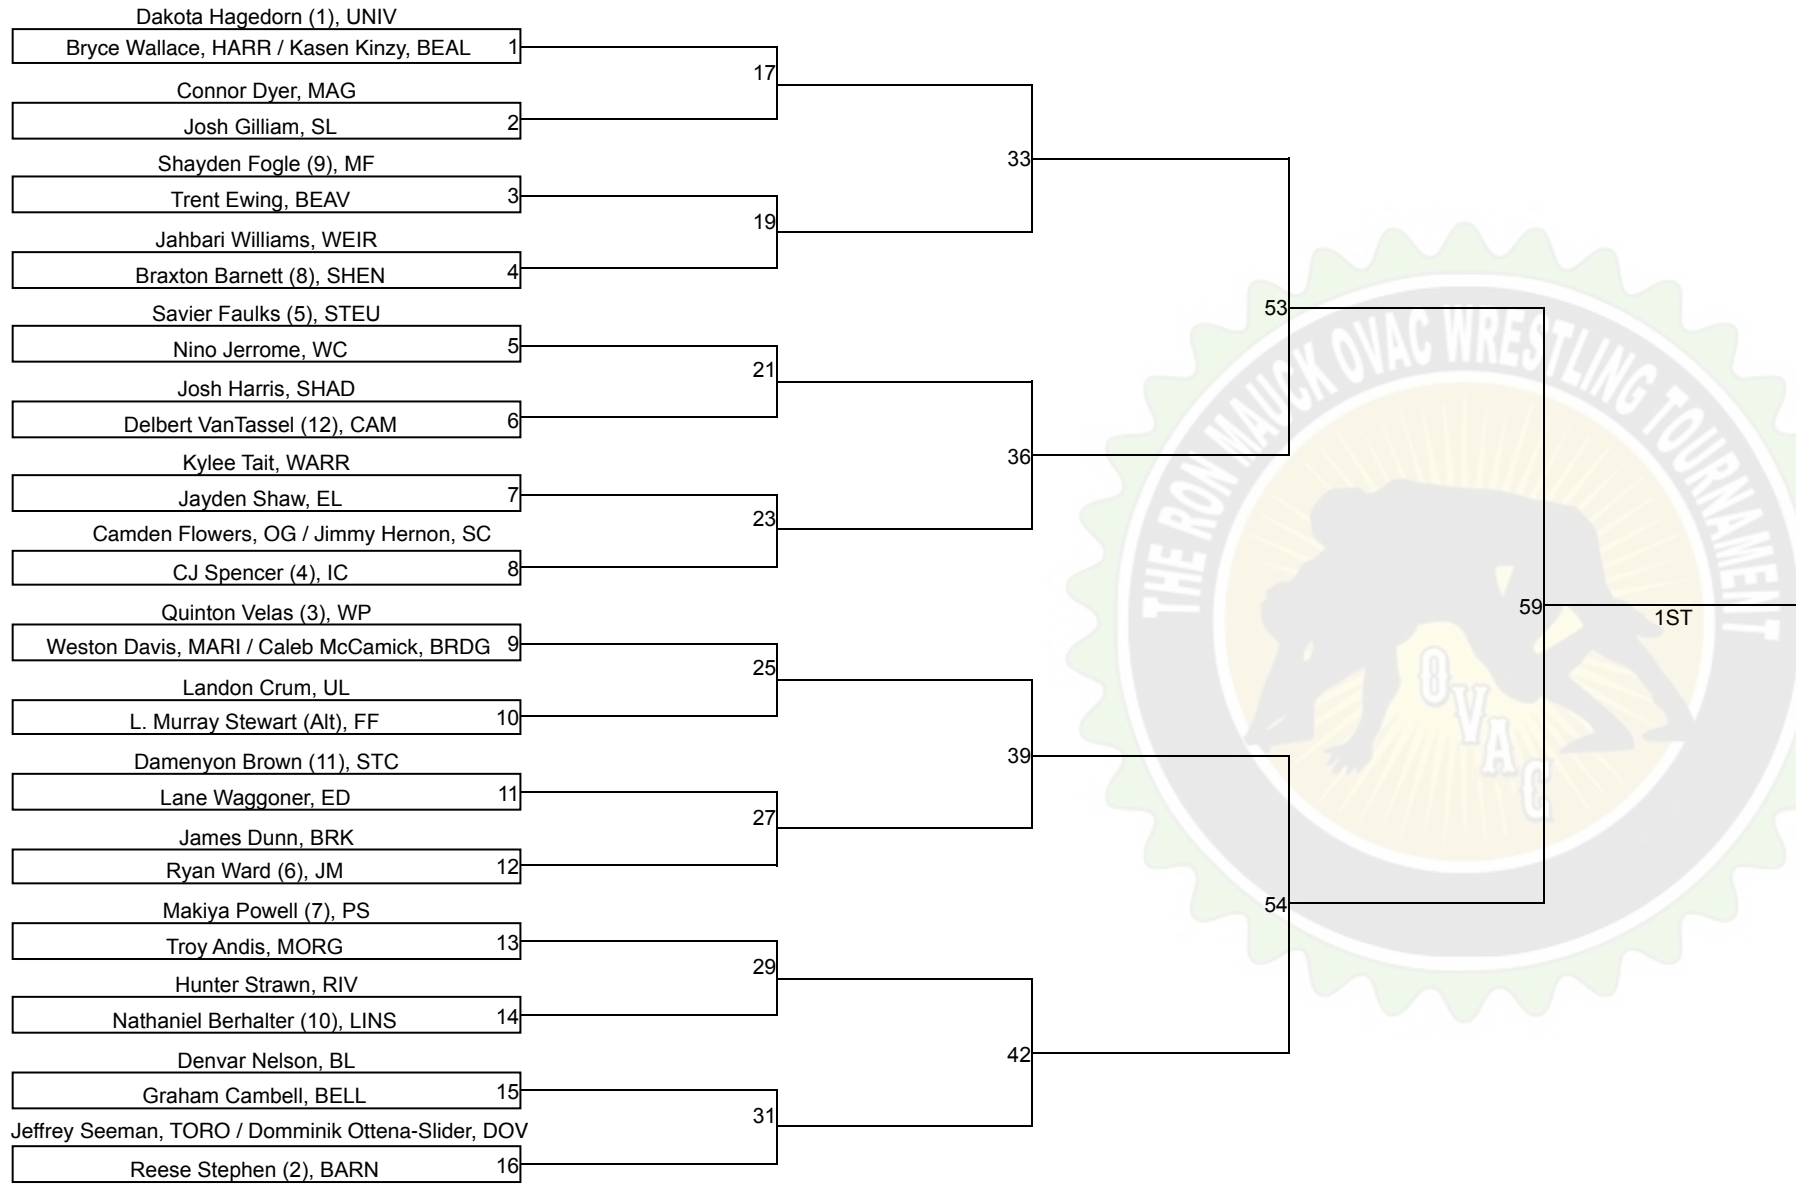 Dakota Hagedorn (1), UNIV
Bryce Wallace, HARR / Kasen Kinzy, BEAL 1
17
Connor Dyer, MAG
Josh Gilliam, SL 2
33
Shayden Fogle (9), MF
Trent Ewing, BEAV 3
19
Jahbari Williams, WEIR
Braxton Barnett (8), SHEN 4
53
Savier Faulks (5), STEU
Nino Jerrome, WC 5
21
Josh Harris, SHAD
Delbert VanTassel (12), CAM 6
36
Kylee Tait, WARR
Jayden Shaw, EL 7
23
Camden Flowers, OG / Jimmy Hernon, SC
CJ Spencer (4), IC 8
59
1ST
Quinton Velas (3), WP
Weston Davis, MARI / Caleb McCamick, BRDG 9
25
Landon Crum, UL
L. Murray Stewart (Alt), FF 10
39
Damenyon Brown (11), STC
Lane Waggoner, ED 11
27
James Dunn, BRK
Ryan Ward (6), JM 12
54
Makiya Powell (7), PS
Troy Andis, MORG 13
29
Hunter Strawn, RIV
Nathaniel Berhalter (10), LINS 14
42
Denvar Nelson, BL
Graham Cambell, BELL 15
31
Jeffrey Seeman, TORO / Domminik Ottena-Slider, DOV
Reese Stephen (2), BARN 16
THE RON MAUCK OVAC WRESTLING TOURNAMENT
OVAC